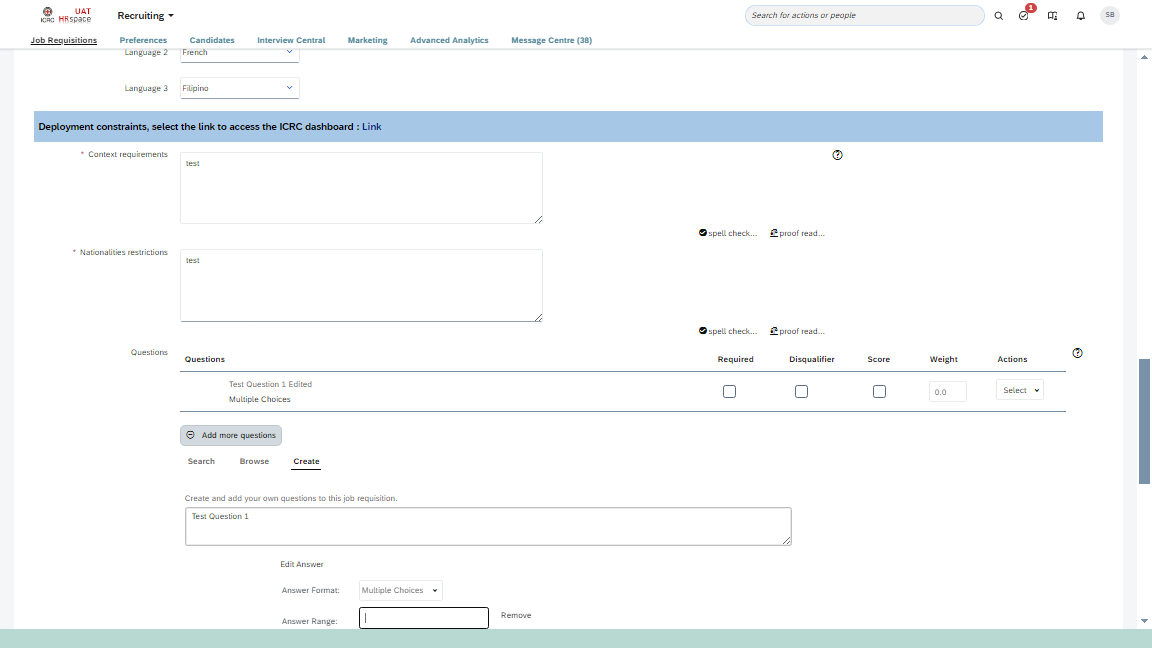 ICRC UAT HRspace Recruiting Search for actions or people 1 SB
Job Requisitions Preferences Candidates Interview Central Marketing Advanced Analytics Message Centre (38)
Language 2 French
Language 3 Filipino
Deployment constraints, select the link to access the ICRC dashboard : Link
* Context requirements test
spell check... proof read...
* Nationalities restrictions test
spell check... proof read...
Questions Questions Required Disqualifier Score Weight Actions
Test Question 1 Edited
Multiple Choices 0.0 Select
Add more questions
Search Browse Create
Create and add your own questions to this job requisition.
Test Question 1
Edit Answer
Answer Format: Multiple Choices
Answer Range: Remove